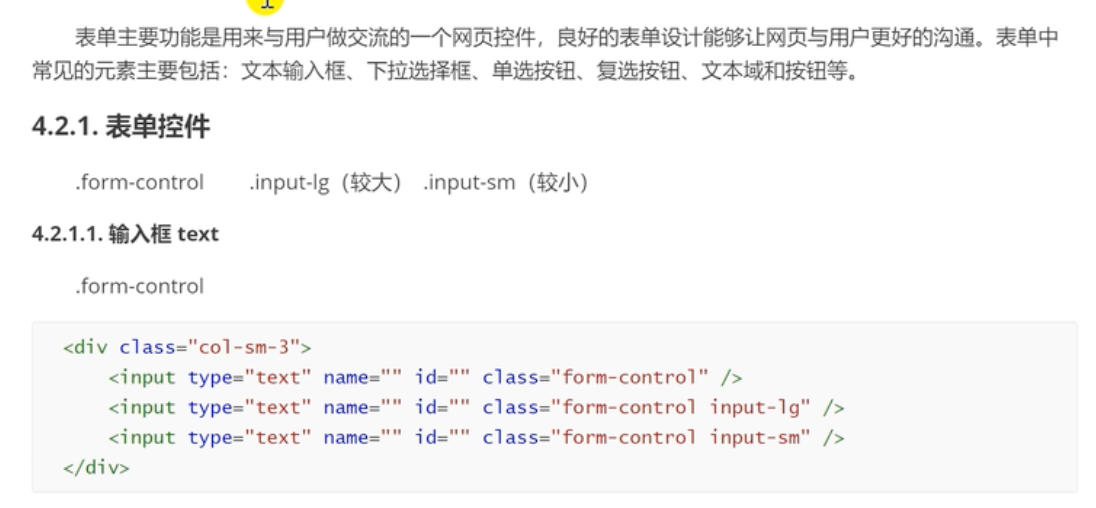 表单主要功能是用来与用户做交流的一个网页控件，良好的表单设计能够让网页与用户更好的沟通。表单中
常见的元素主要包括：文本输入框、下拉选择框、单选按钮、复选按钮、文本域和按钮等。
4.2.1. 表单控件
.form-control .input-lg（较大） .input-sm（较小）
4.2.1.1. 输入框 text
.form-control
<div class="col-sm-3">
<input type="text" name="" id="" class="form-control" />
<input type="text" name="" id="" class="form-control input-lg" />
<input type="text" name="" id="" class="form-control input-sm" />
</div>